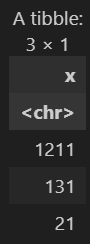 A tibble:
3 × 1
x
<chr>
1211
131
21